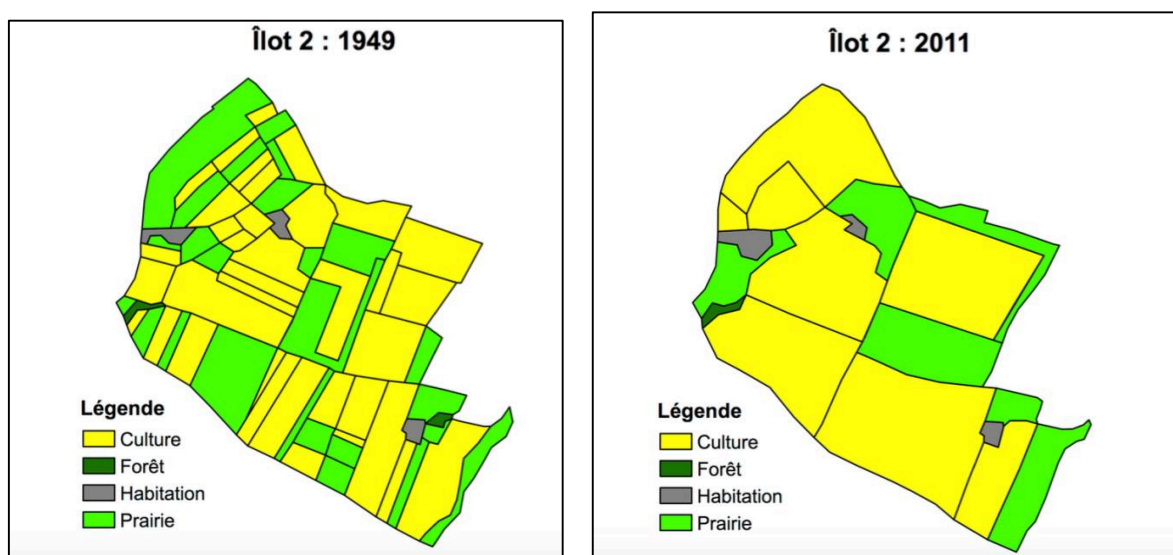 Îlot 2 : 1949
Légende
Culture
Forêt
Habitation
Prairie
Îlot 2 : 2011
Légende
Culture
Forêt
Habitation
Prairie